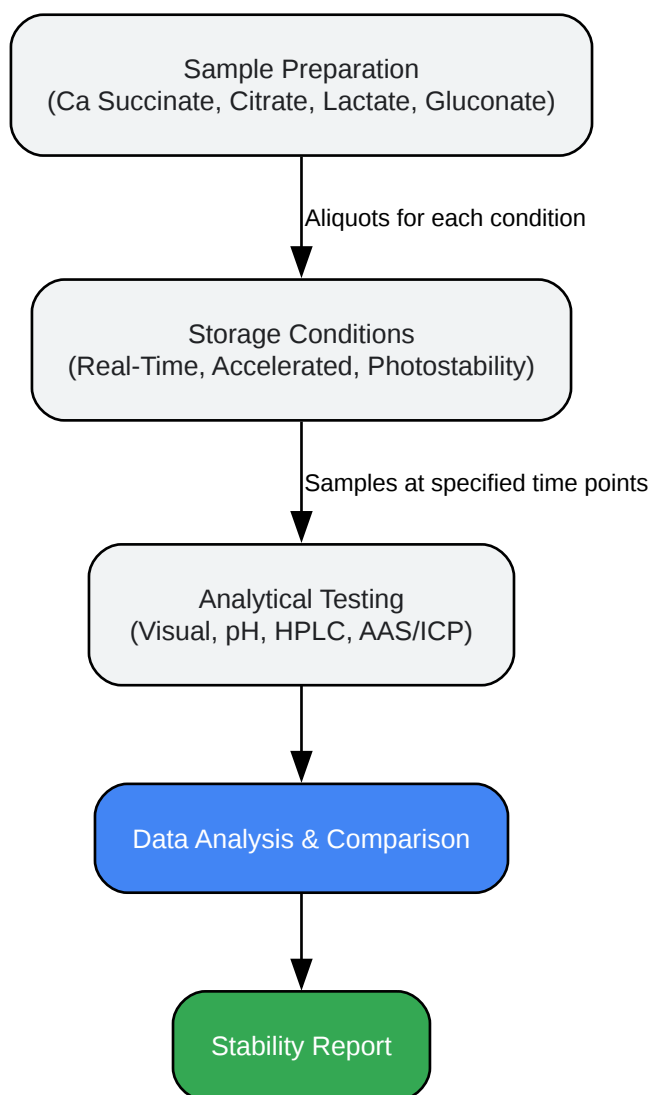 Sample Preparation
(Ca Succinate, Citrate, Lactate, Gluconate)
Aliquots for each condition
Storage Conditions
(Real-Time, Accelerated, Photostability)
Samples at specified time points
Analytical Testing
(Visual, pH, HPLC, AAS/ICP)
Data Analysis & Comparison
Stability Report